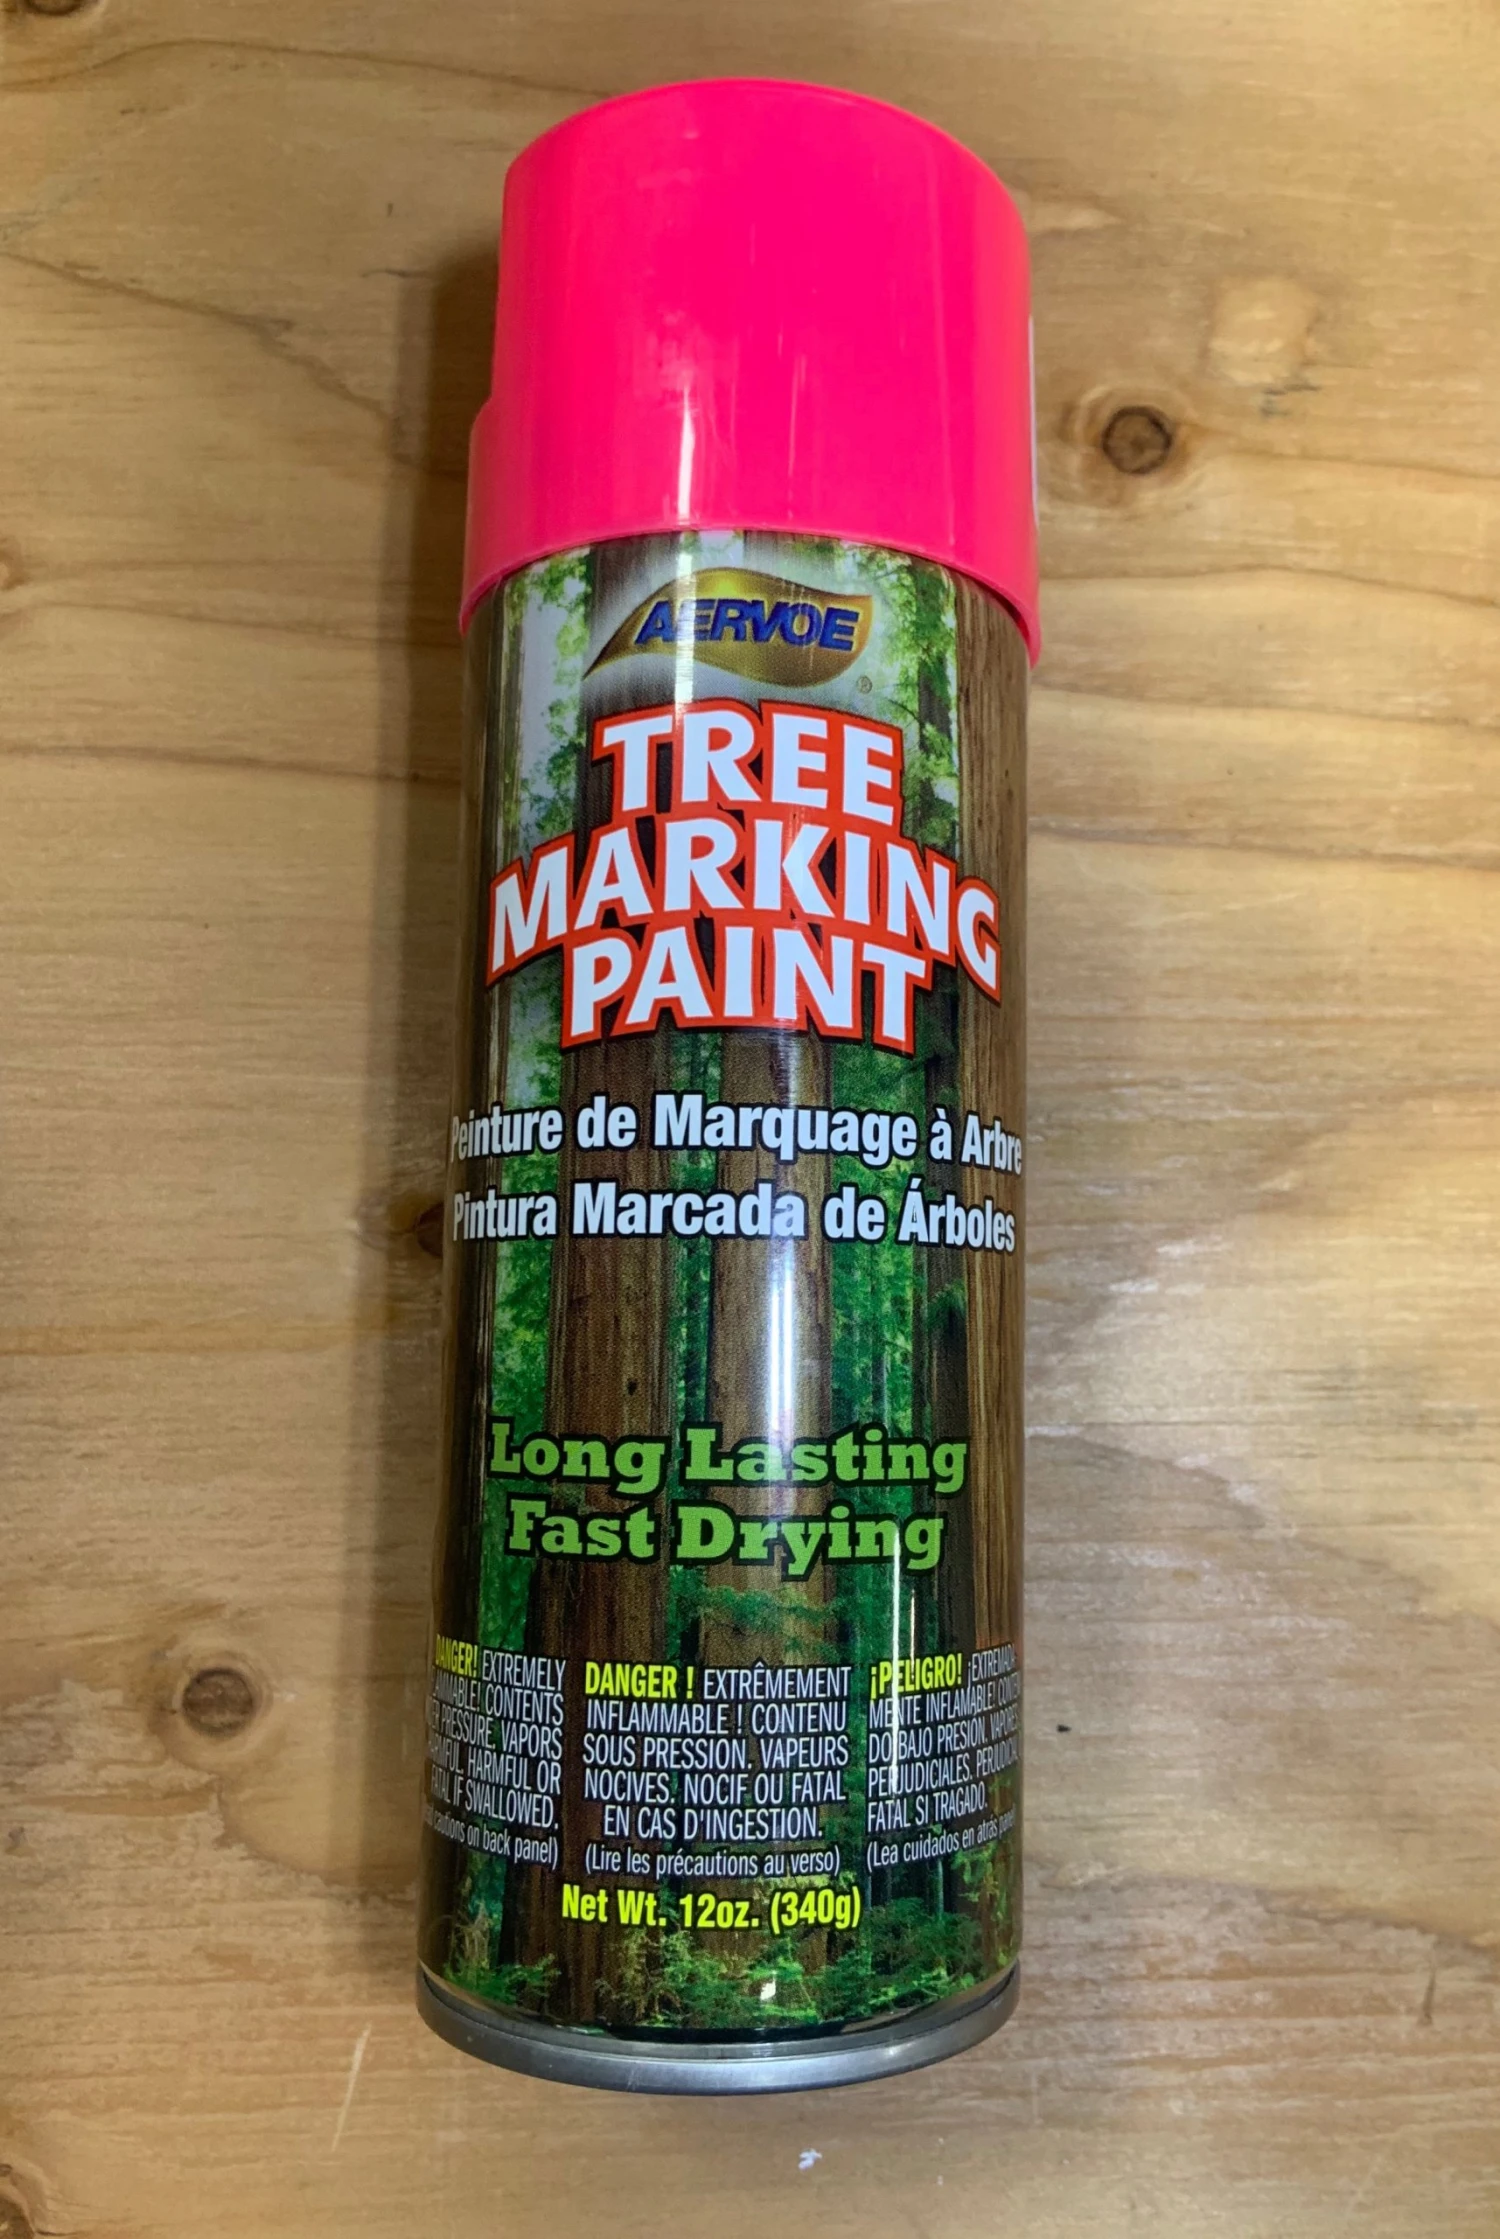 AERVOE
®
TREE
MARKING
PAINT
Peinture de Marquage à Arbre
Pintura Marcada de Árboles
Long Lasting
Fast Drying
DANGER! EXTREMELY
CONTENTS
PRESSURE. VAPORS
HARMFUL OR
FATAL IF SWALLOWED.
cautions on back panel)
DANGER ! EXTRÊMEMENT
INFLAMMABLE ! CONTENU
SOUS PRESSION. VAPEURS
NOCIVES. NOCIF OU FATAL
EN CAS D'INGESTION.
(Lire les précautions au verso)
¡PELIGRO! ¡EXTREMADA-
MENTE INFLAMABLE!
DO BAJO PRESION. VAPORES
PERJUDICIALES.
FATAL SI TRAGADO.
(Lea cuidados en atrás
Net Wt. 12oz. (340g)